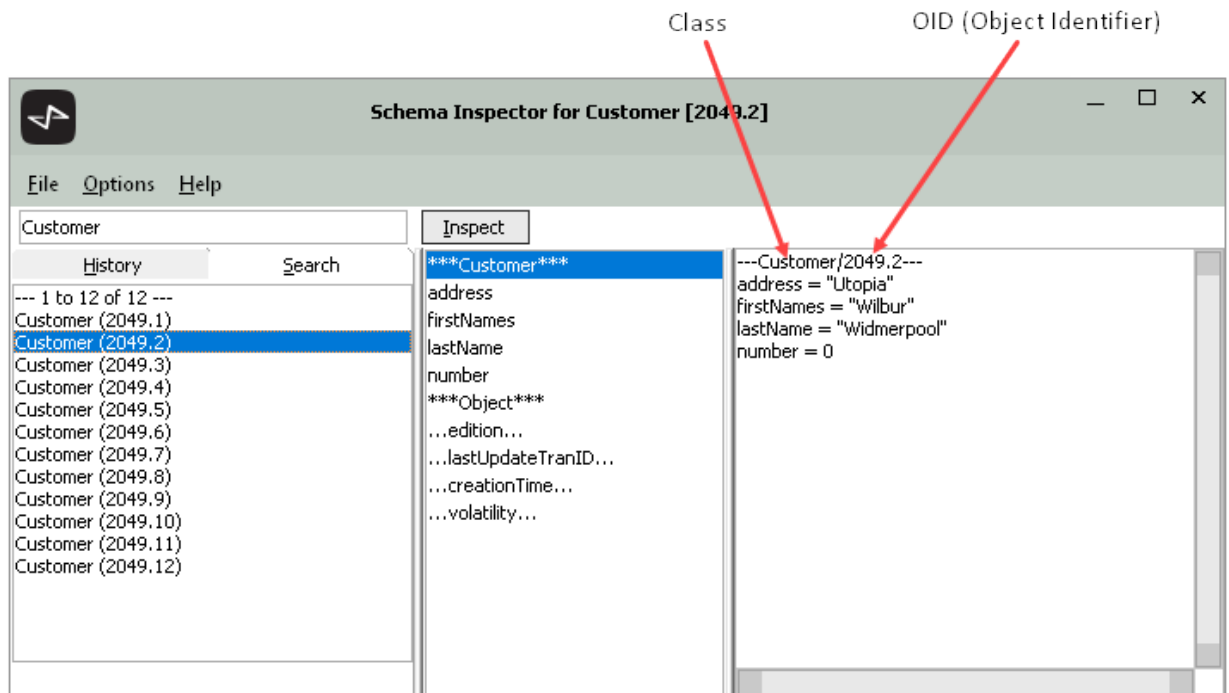 Class
OID (Object Identifier)
Schema Inspector for Customer [2049.2]
File Options Help
Customer
Inspect
History
Search
--- 1 to 12 of 12 ---
Customer (2049.1)
Customer (2049.2)
Customer (2049.3)
Customer (2049.4)
Customer (2049.5)
Customer (2049.6)
Customer (2049.7)
Customer (2049.8)
Customer (2049.9)
Customer (2049.10)
Customer (2049.11)
Customer (2049.12)
***Customer***
address
firstNames
lastName
number
***Object***
...edition...
...lastUpdateTranID...
...creationTime...
...volatility...
---Customer/2049.2---
address = "Utopia"
firstNames = "Wilbur"
lastName = "Widmerpool"
number = 0